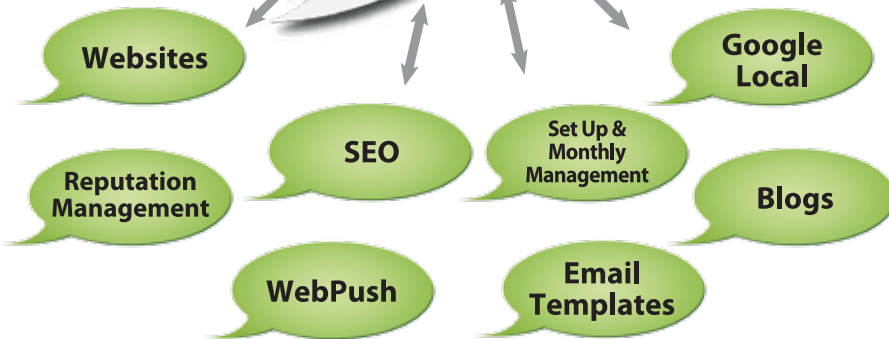 Websites
Google
Local
SEO
Set Up &
Monthly
Management
Reputation
Management
Blogs
WebPush
Email
Templates